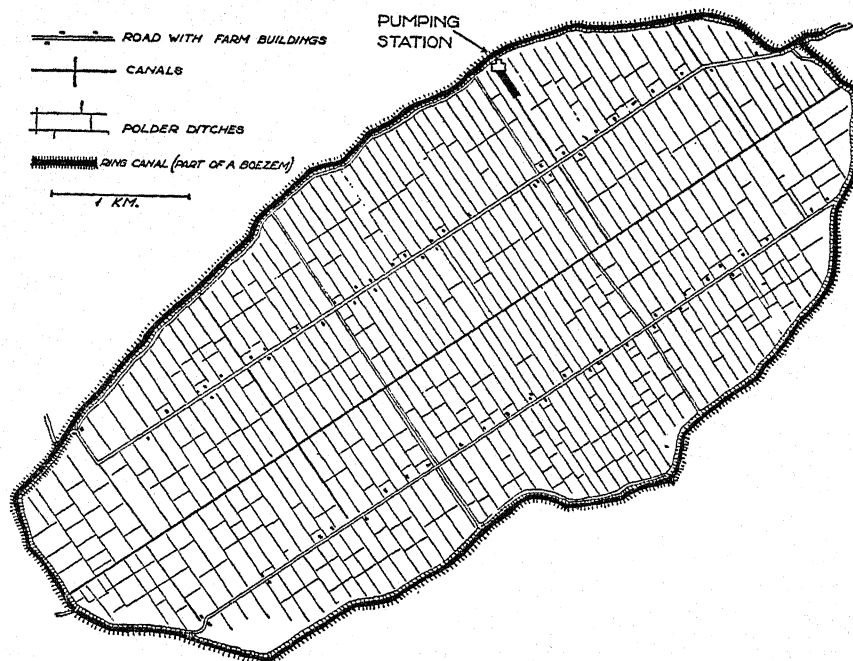 PUMPING
STATION
ROAD WITH FARM BUILDINGS
CANALS
POLDER DITCHES
RING CANAL (PART OF A BOEZEM)
1 KM.